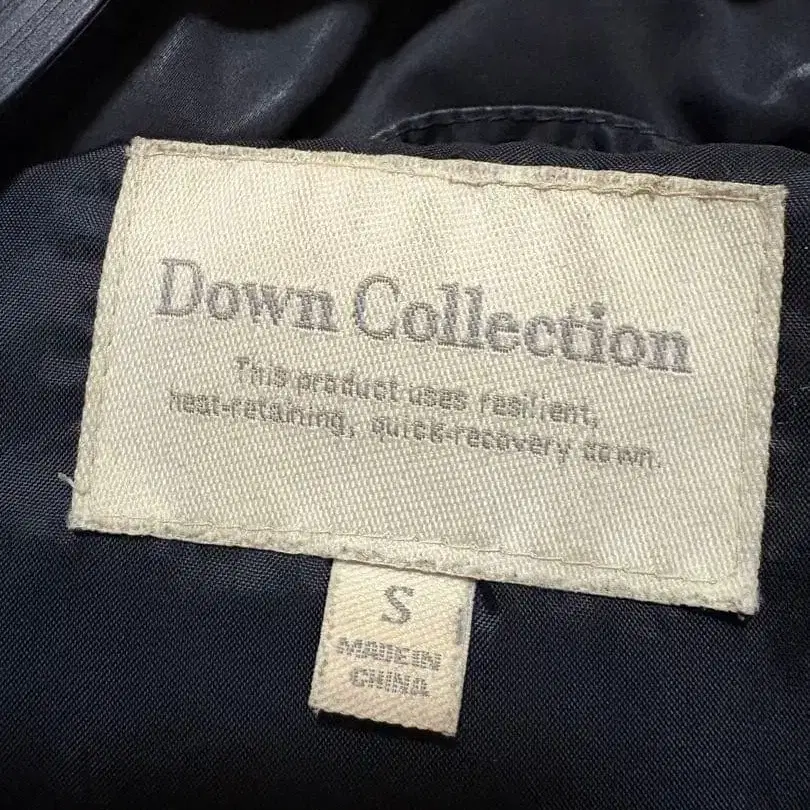 Down Collection
This product uses resilient,
heat-retaining, quick-recovery down.
S
MADE IN
CHINA